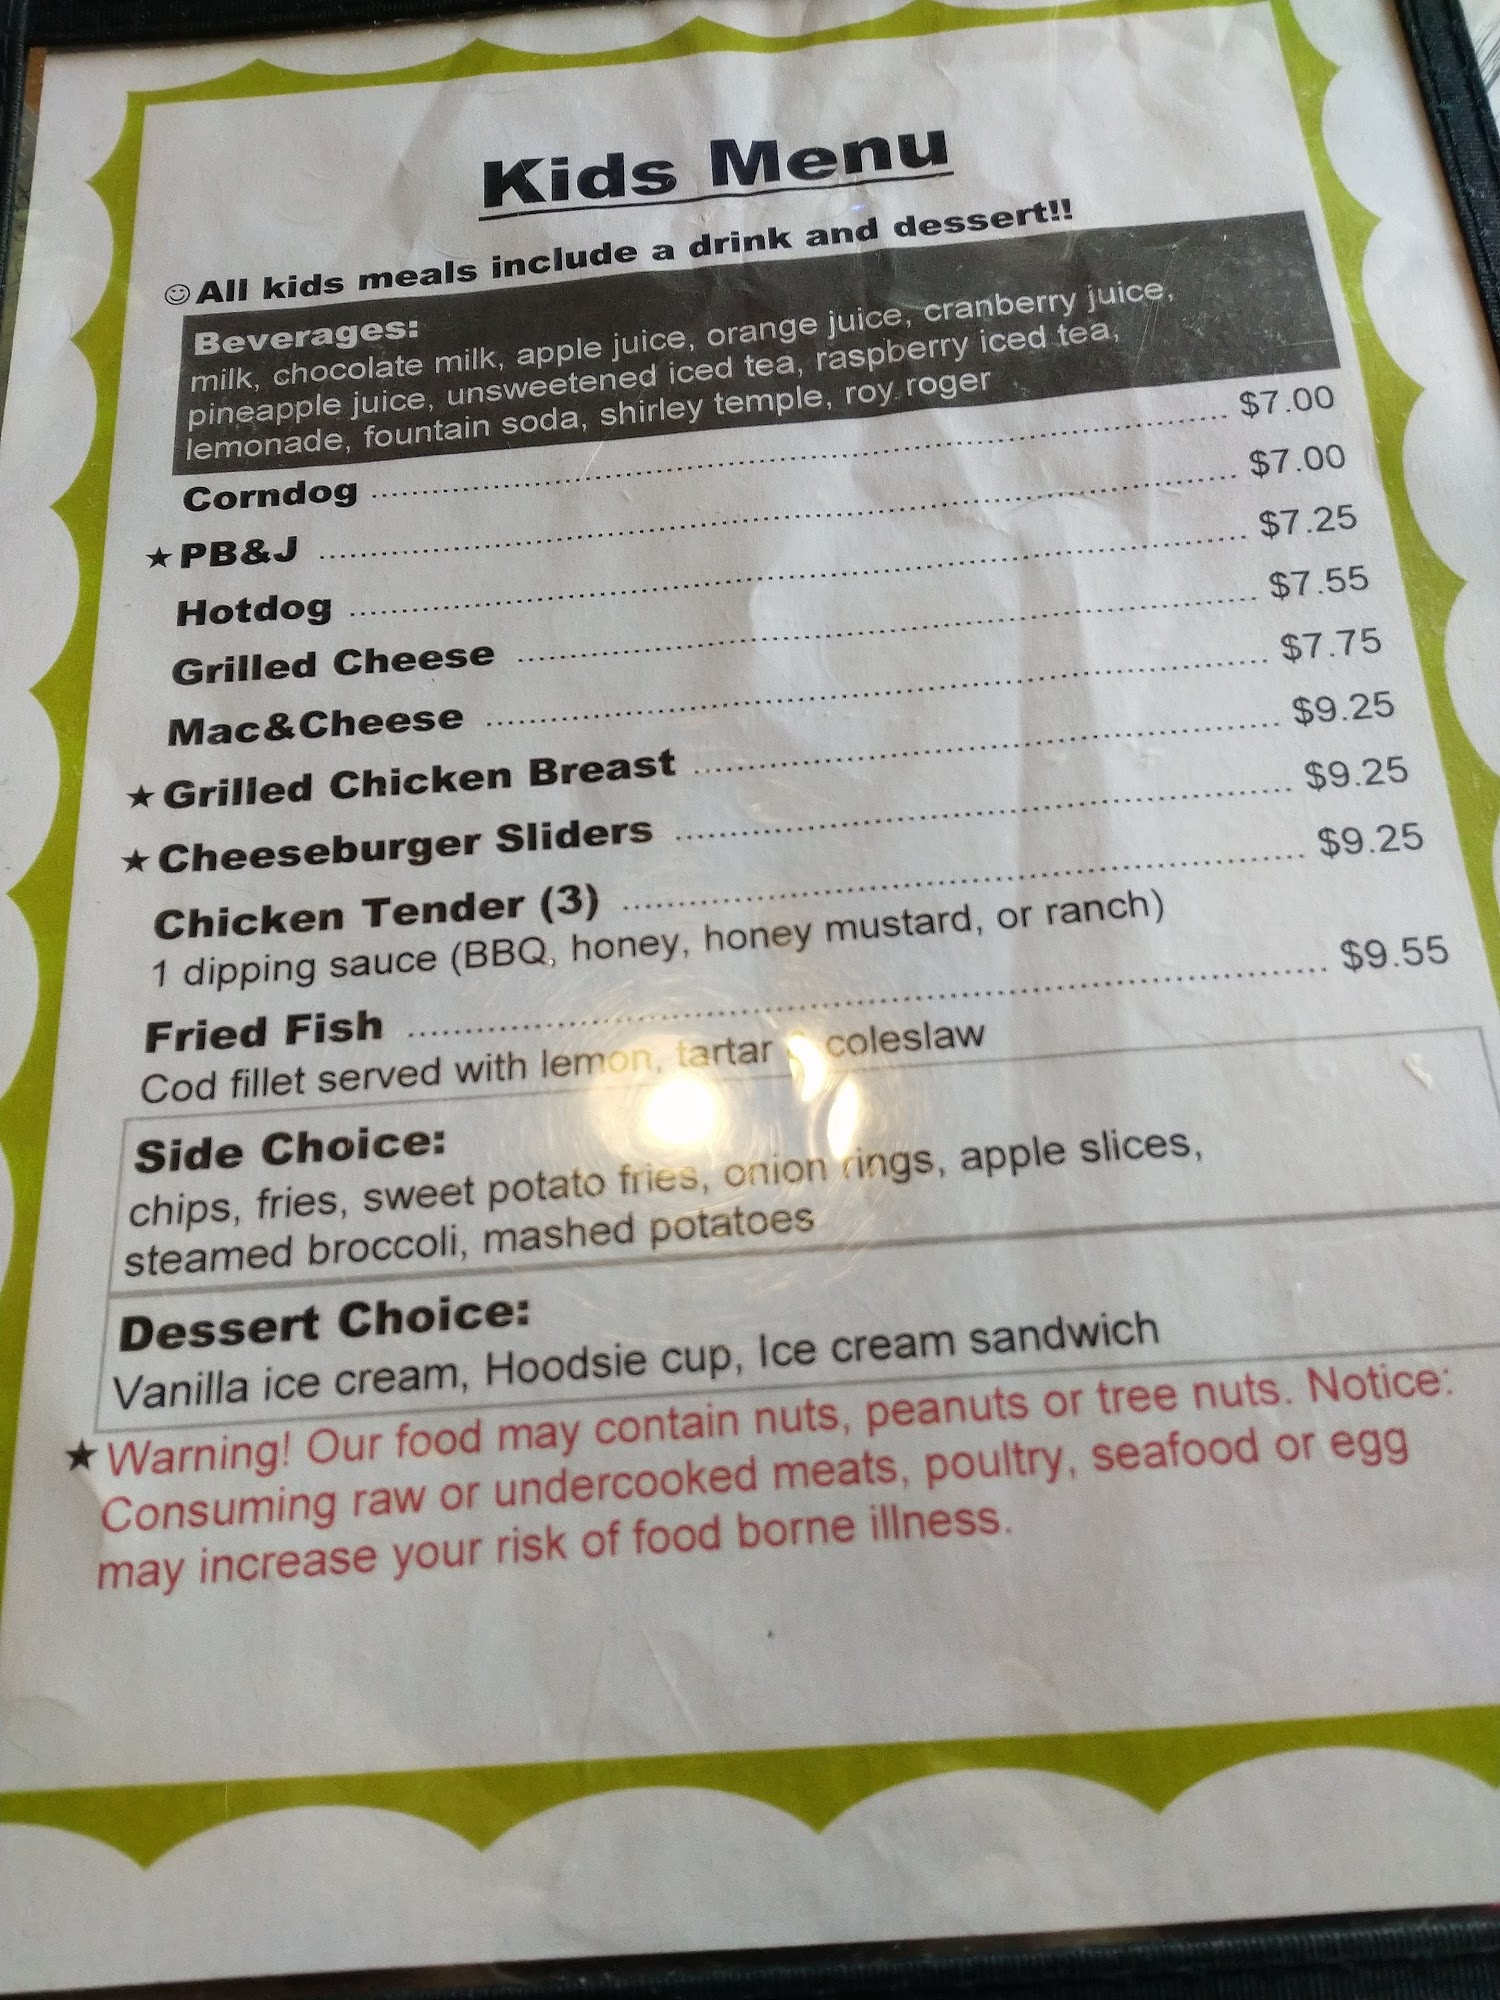 Kids Menu
☺All kids meals include a drink and dessert!!
Beverages:
milk, chocolate milk, apple juice, orange juice, cranberry juice,
pineapple juice, unsweetened iced tea, raspberry iced tea,
lemonade, fountain soda, shirley temple, roy roger
Corndog ........ $7.00
★PB&J ........ $7.00
Hotdog ........ $7.25
Grilled Cheese ........ $7.55
Mac&Cheese ........ $7.75
★Grilled Chicken Breast ........ $9.25
★Cheeseburger Sliders ........ $9.25
Chicken Tender (3) ........ $9.25
1 dipping sauce (BBQ, honey, honey mustard, or ranch)
Fried Fish ........ $9.55
Cod fillet served with lemon, tartar & coleslaw
Side Choice:
chips, fries, sweet potato fries, onion rings, apple slices,
steamed broccoli, mashed potatoes
Dessert Choice:
Vanilla ice cream, Hoodsie cup, Ice cream sandwich
★Warning! Our food may contain nuts, peanuts or tree nuts. Notice:
Consuming raw or undercooked meats, poultry, seafood or egg
may increase your risk of food borne illness.